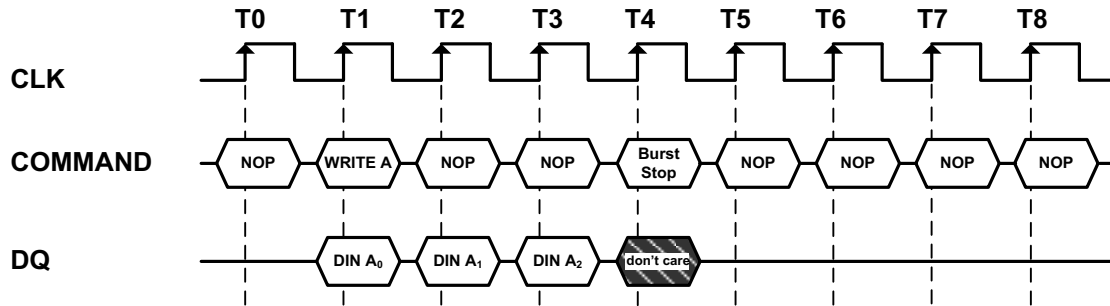 T0 T1 T2 T3 T4 T5 T6 T7 T8
CLK
COMMAND NOP WRITE A NOP NOP Burst Stop NOP NOP NOP NOP
DQ DIN A₀ DIN A₁ DIN A₂ don't care